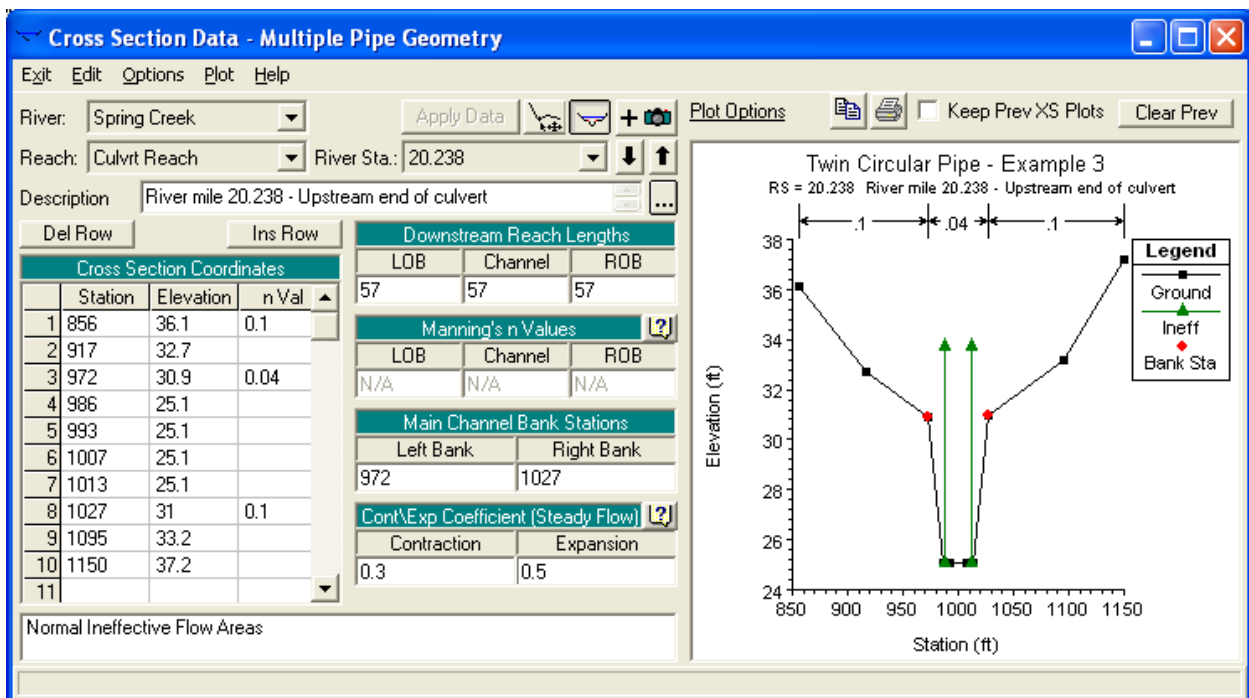 Cross Section Data - Multiple Pipe Geometry
Exit Edit Options Plot Help
River: Spring Creek Apply Data
Plot Options Keep Prev XS Plots Clear Prev
Reach: Culvrt Reach River Sta.: 20.238
Description River mile 20.238 - Upstream end of culvert ...
Del Row Ins Row
Cross Section Coordinates
Station Elevation n Val
1 856 36.1 0.1
2 917 32.7
3 972 30.9 0.04
4 986 25.1
5 993 25.1
6 1007 25.1
7 1013 25.1
8 1027 31 0.1
9 1095 33.2
10 1150 37.2
11
Downstream Reach Lengths
LOB Channel ROB
57 57 57
Manning's n Values
LOB Channel ROB
N/A N/A N/A
Main Channel Bank Stations
Left Bank Right Bank
972 1027
Cont\Exp Coefficient (Steady Flow)
Contraction Expansion
0.3 0.5
Normal Ineffective Flow Areas
Twin Circular Pipe - Example 3
RS = 20.238 River mile 20.238 - Upstream end of culvert
.1 .04 .1
38
36
34
32
30
28
26
24
Elevation (ft)
850 900 950 1000 1050 1100 1150
Station (ft)
Legend
Ground
Ineff
Bank Sta